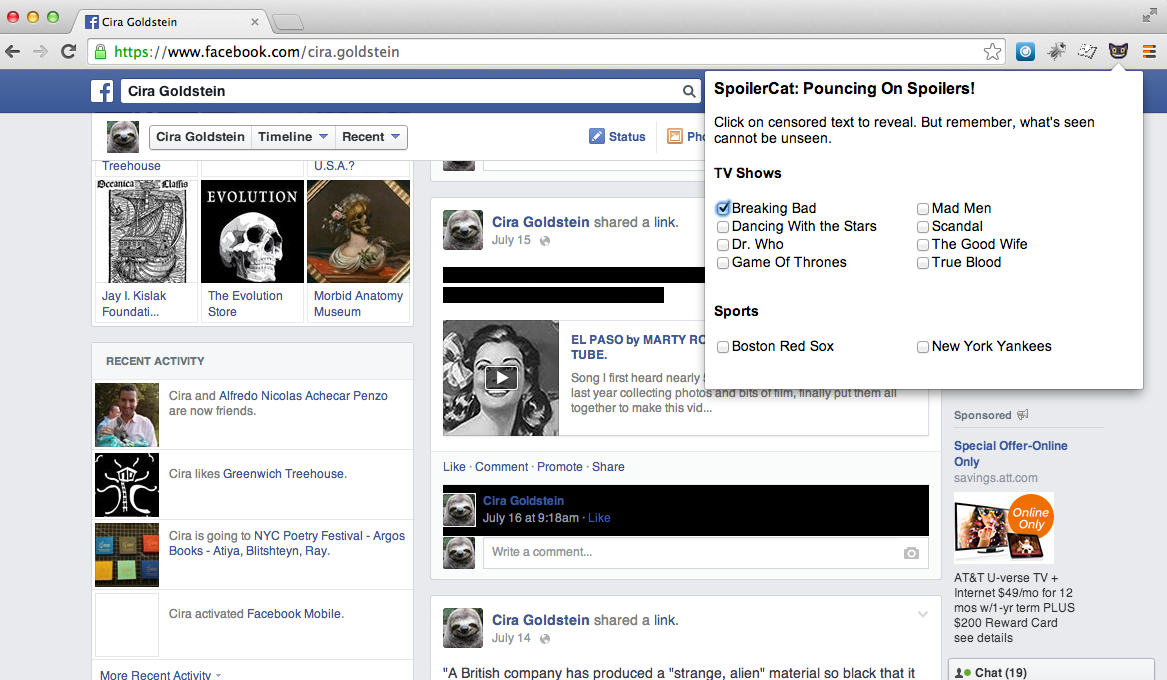 Cira Goldstein
https://www.facebook.com/cira.goldstein
Cira Goldstein
Cira Goldstein
Timeline
Recent
Status
SpoilerCat: Pouncing On Spoilers!
Click on censored text to reveal. But remember, what's seen
cannot be unseen.
TV Shows
Breaking Bad
Mad Men
Dancing With the Stars
Scandal
Dr. Who
The Good Wife
Game Of Thrones
True Blood
Sports
Boston Red Sox
New York Yankees
Treehouse
U.S.A.?
Oceanica Classis
EVOLUTION
Jay I. Kislak
Foundati...
The Evolution
Store
Morbid Anatomy
Museum
RECENT ACTIVITY
Cira and Alfredo Nicolas Achecar Penzo
are now friends.
Cira likes Greenwich Treehouse.
Cira is going to NYC Poetry Festival - Argos
Books - Atiya, Blitshteyn, Ray.
Cira activated Facebook Mobile.
More Recent Activity
Cira Goldstein shared a link.
July 15
EL PASO by MARTY RO
TUBE.
Song I first heard nearly
last year collecting photos and bits of film, finally put them all
together to make this vid...
Like · Comment · Promote · Share
Cira Goldstein
July 16 at 9:18am · Like
Write a comment...
Cira Goldstein shared a link.
July 14
"A British company has produced a "strange, alien" material so black that it
Sponsored
Special Offer-Online
Only
savings.att.com
Online
Only
AT&T U-verse TV +
Internet $49/mo for 12
mos w/1-yr term PLUS
$200 Reward Card
see details
Chat (19)